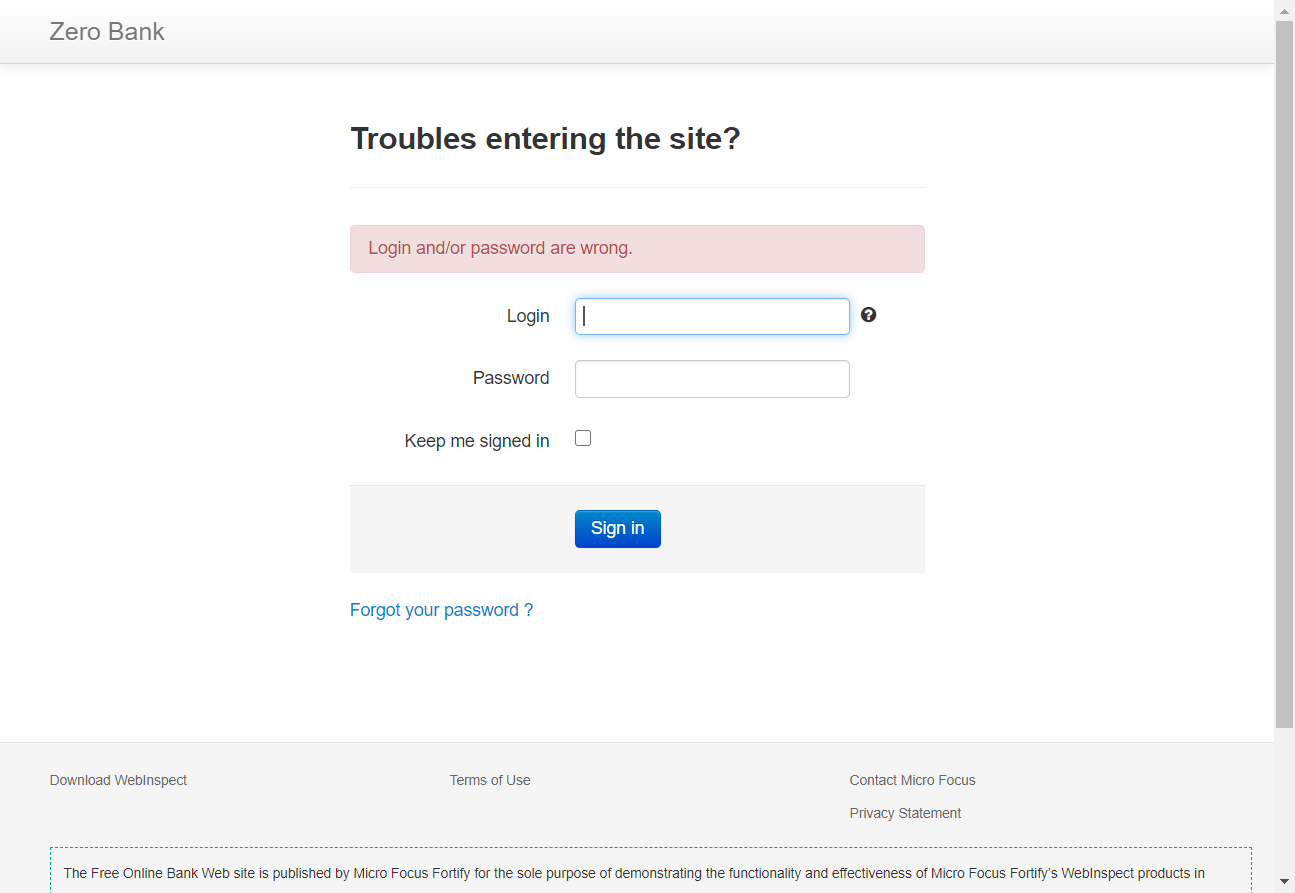 Zero Bank
Troubles entering the site?
Login and/or password are wrong.
Login
Password
Keep me signed in
Sign in
Forgot your password ?
Download WebInspect
Terms of Use
Contact Micro Focus
Privacy Statement
The Free Online Bank Web site is published by Micro Focus Fortify for the sole purpose of demonstrating the functionality and effectiveness of Micro Focus Fortify's WebInspect products in